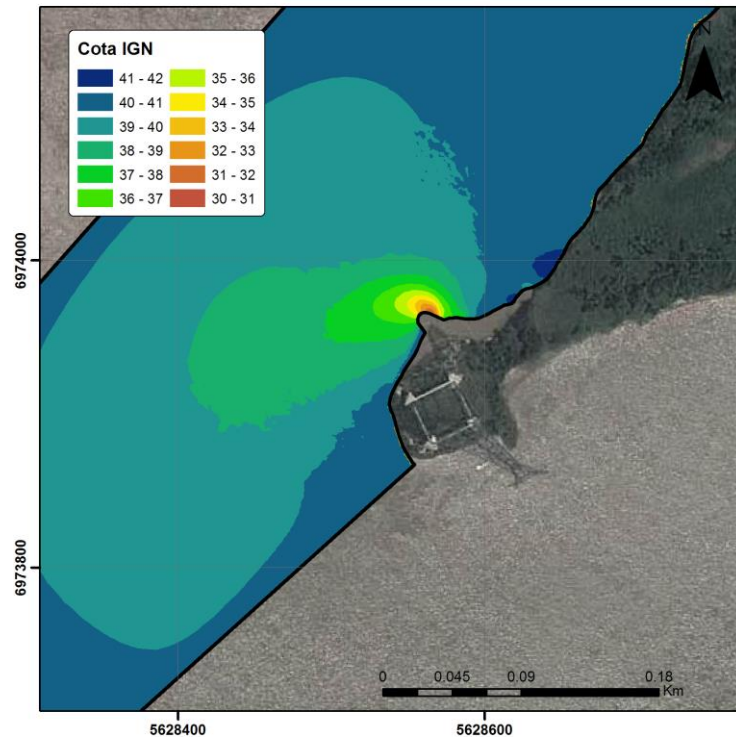 Cota IGN
41 - 42 35 - 36
40 - 41 34 - 35
39 - 40 33 - 34
38 - 39 32 - 33
37 - 38 31 - 32
36 - 37 30 - 31
N
6974000
6973800
0 0.045 0.09 0.18
Km
5628400 5628600